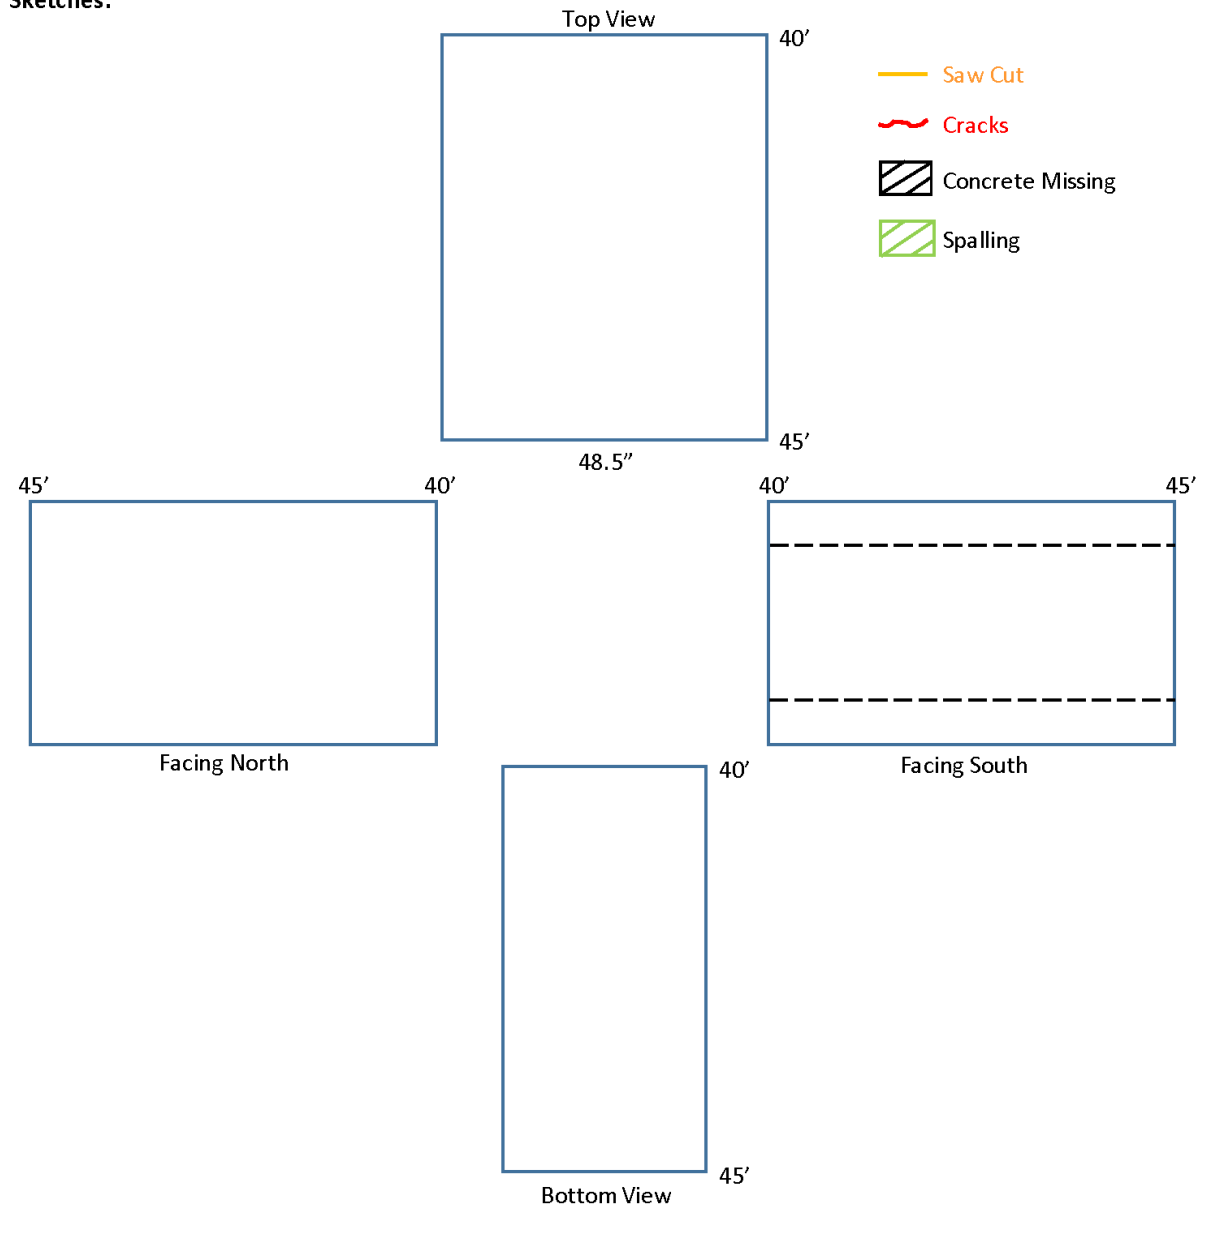 Sketches:
Top View
40’
Saw Cut
Cracks
Concrete Missing
Spalling
45’
48.5”
45’
40’
40’
45’
Facing North
Facing South
40’
45’
Bottom View